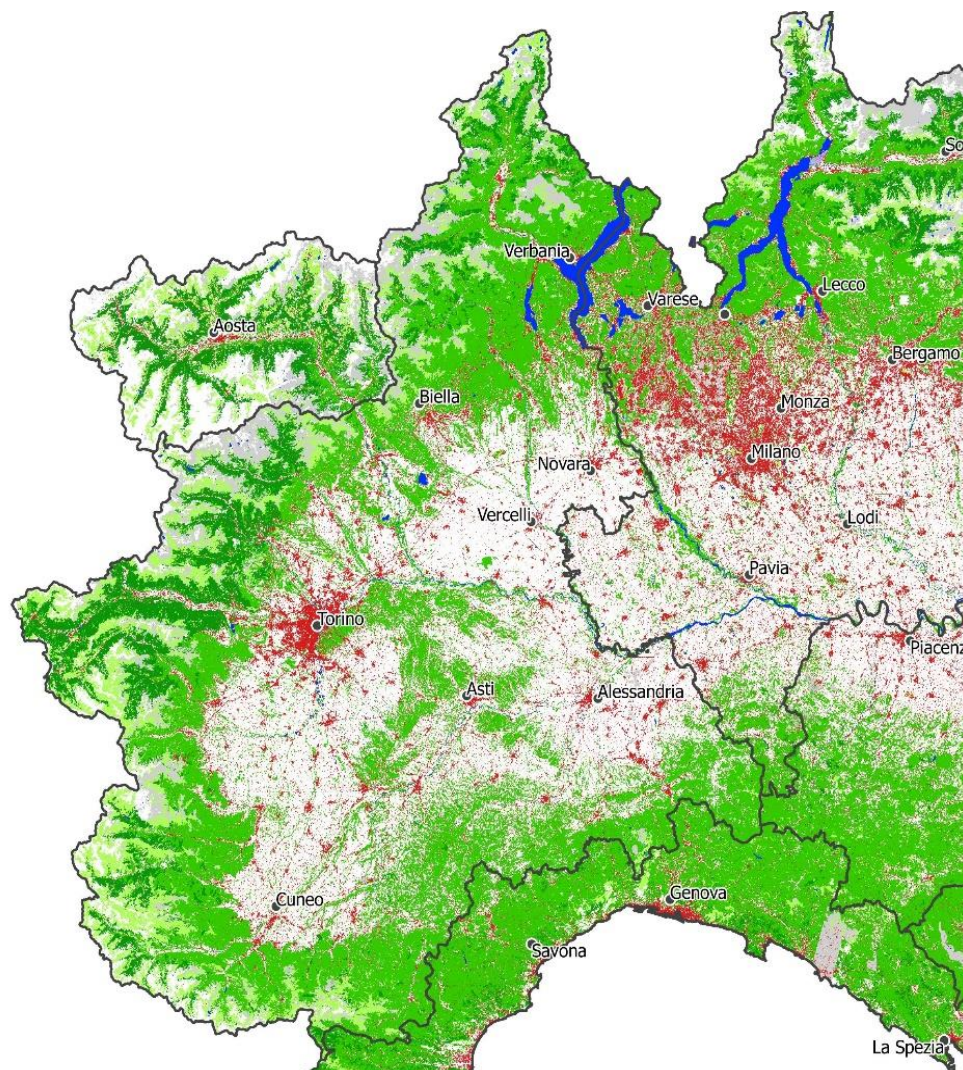 So
Verbania
Lecco
Varese
Aosta
Bergamo
Biella
Monza
Milano
Novara
Vercelli
Lodi
Pavia
Torino
Piacenz
Asti
Alessandria
Cuneo
Genova
Savona
La Spezia